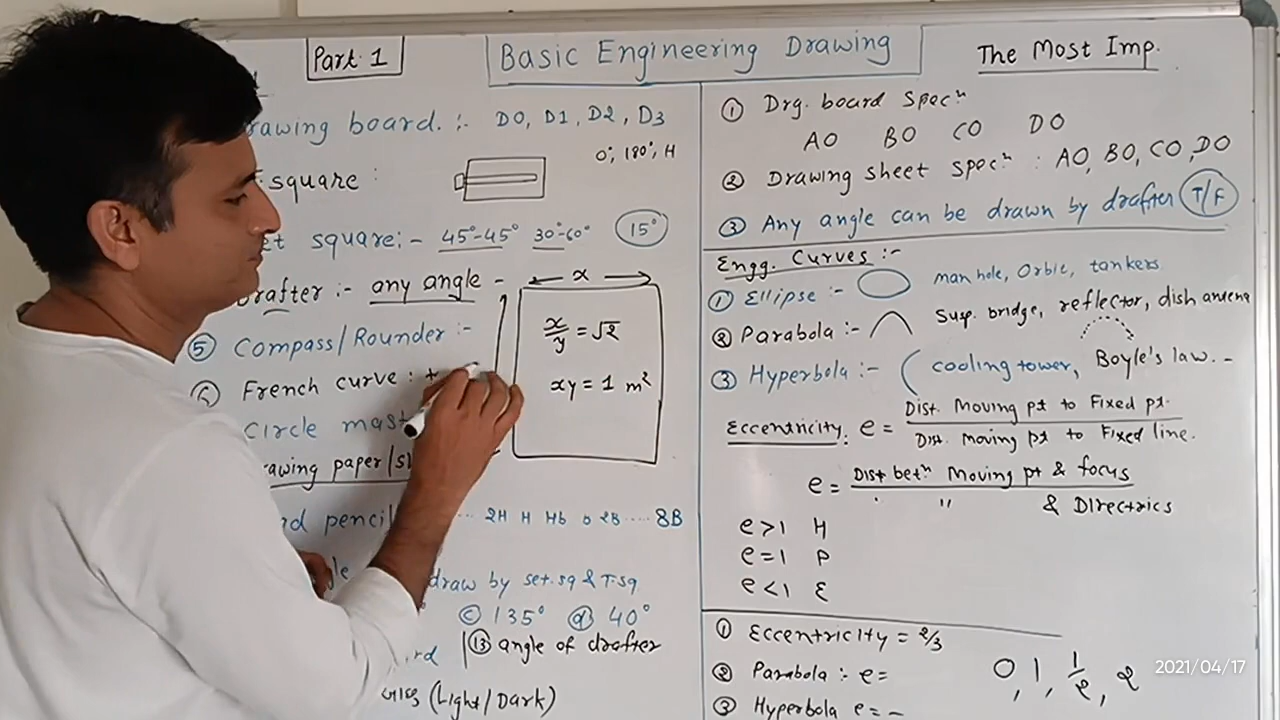 Part 1
Basic Engineering Drawing
The Most Imp.
rawing board. :- D0, D1, D2, D3
0°, 180°, H
square :
et square:- 45°-45° 30°-60° 15°
Drafter :- any angle -
⑤ Compass/Rounder :-
French curve :
Circle mast
rawing paper/s
x
x/y = √2
xy = 1 m²
d pencil 2H H Hb B 2B ..... 8B
draw by set.sq & T.sq
ⓒ 135° ⓓ 40°
⑬ angle of drafter
(Light/Dark)
① Drg. board Specⁿ
A0 B0 C0 D0
② Drawing sheet specⁿ : A0, B0, C0, D0
③ Any angle can be drawn by drafter T/F
Engg. Curves :-
① Ellipse :- man hole, Orbic, tankers
② Parabola :- Susp. bridge, reflector, dish antena
③ Hyperbola :- cooling tower, Boyle's law. -
Eccentricity: e = Dist. Moving pt to Fixed pt.
Dist. Moving pt to Fixed line.
e = Dist betⁿ Moving pt & focus
" & Directrics
e>1 H
e=1 P
e<1 E
① Eccentricity = 2/3
② Parabola :- e =
③ Hyperbola e = -
0, 1, 1/2, 2
2021/04/17